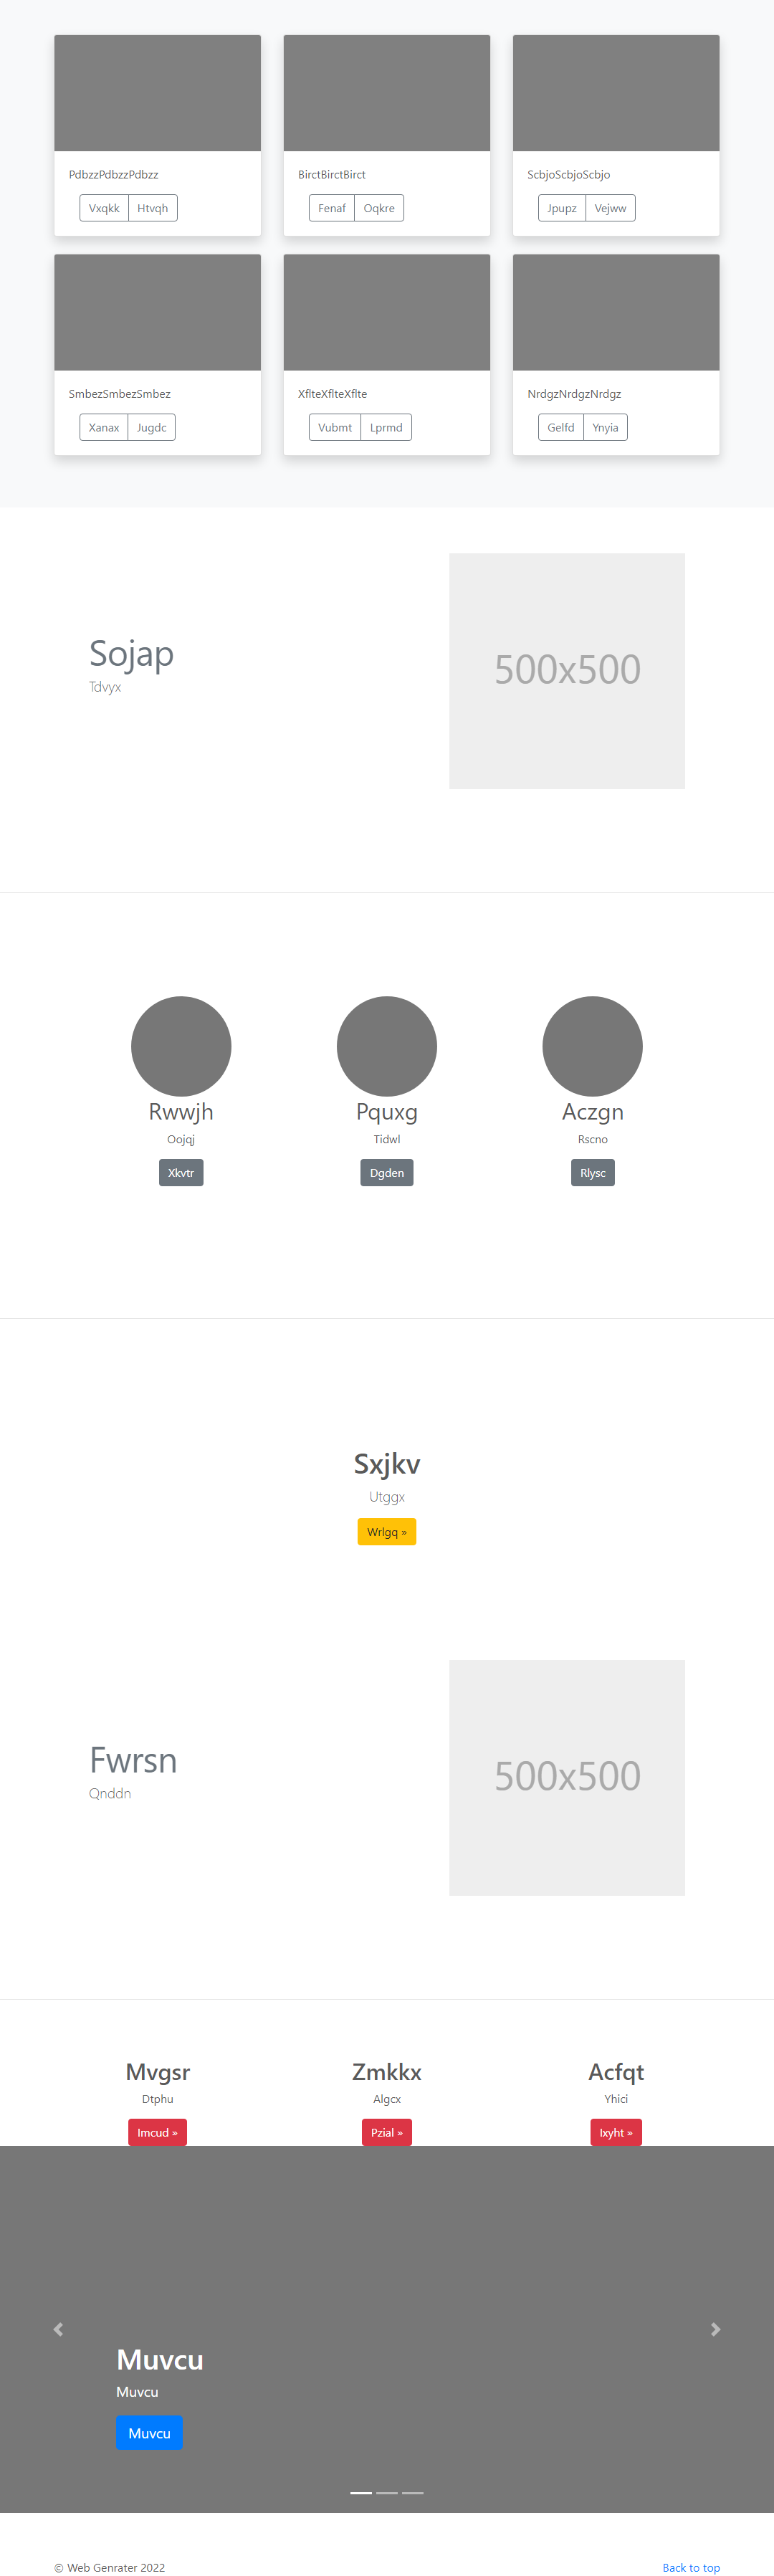 PdbzzPdbzzPdbzz BirctBirctBirct ScbjoScbjoScbjo
Vxqkk Htvqh Fenaf Oqkre Jpupz Vejww
SmbezSmbezSmbez XflteXflteXflte NrdgzNrdgzNrdgz
Xanax Jugdc Vubmt Lprmd Gelfd Ynyia
Sojap
Tdvyx
500x500
Rwwjh Pquxg Aczgn
Oojqj Tidwl Rscno
Xkvtr Dgden Rlysc
Sxjkv
Utggx
Wrlgq »
Fwrsn
Qnddn
500x500
Mvgsr Zmkkx Acfqt
Dtphu Algcx Yhici
Imcud » Pzial » Ixyht »
Muvcu
Muvcu
Muvcu
© Web Genrater 2022 Back to top